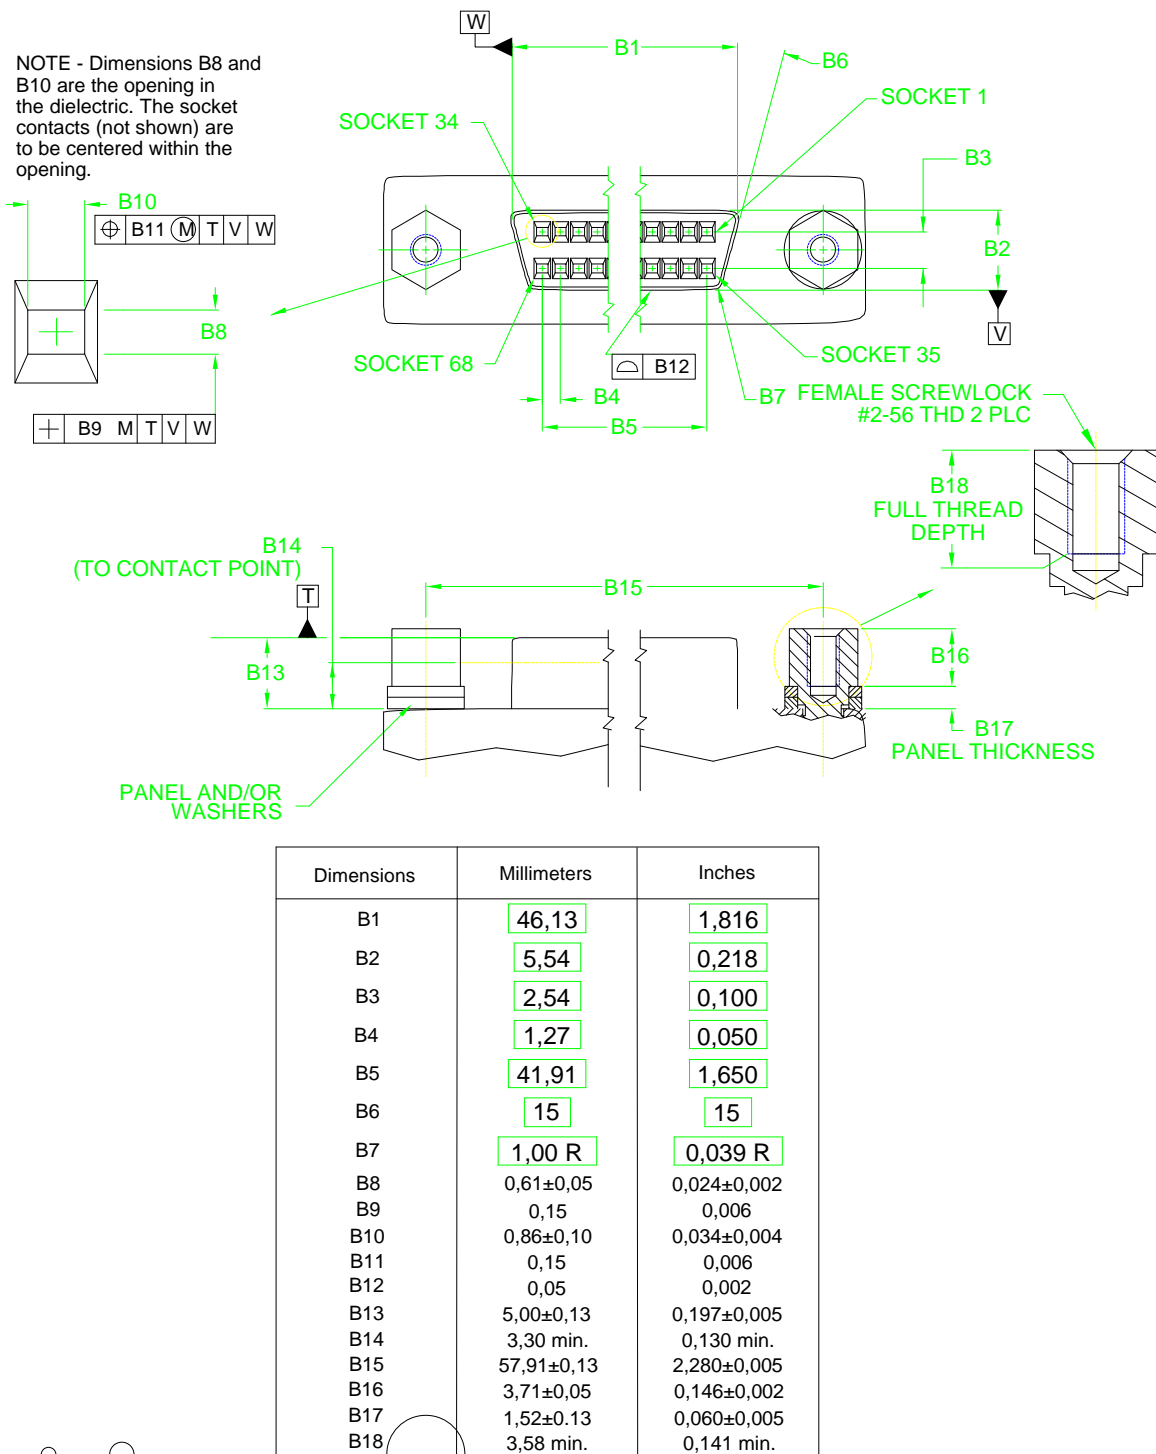 W
B1
B6
NOTE - Dimensions B8 and
B10 are the opening in
the dielectric. The socket
contacts (not shown) are
to be centered within the
opening.
SOCKET 34
SOCKET 1
B3
B10
B11 M T V W
B2
B8
V
SOCKET 68
B12
SOCKET 35
B4
B7
B5
FEMALE SCREWLOCK
#2-56 THD 2 PLC
B9 M T V W
B18
FULL THREAD
DEPTH
B14
(TO CONTACT POINT)
T
B15
B13
B16
B17
PANEL THICKNESS
PANEL AND/OR
WASHERS
Dimensions Millimeters Inches
B1 46,13 1,816
B2 5,54 0,218
B3 2,54 0,100
B4 1,27 0,050
B5 41,91 1,650
B6 15 15
B7 1,00 R 0,039 R
B8 0,61±0,05 0,024±0,002
B9 0,15 0,006
B10 0,86±0,10 0,034±0,004
B11 0,15 0,006
B12 0,05 0,002
B13 5,00±0,13 0,197±0,005
B14 3,30 min. 0,130 min.
B15 57,91±0,13 2,280±0,005
B16 3,71±0,05 0,146±0,002
B17 1,52±0.13 0,060±0,005
B18 3,58 min. 0,141 min.